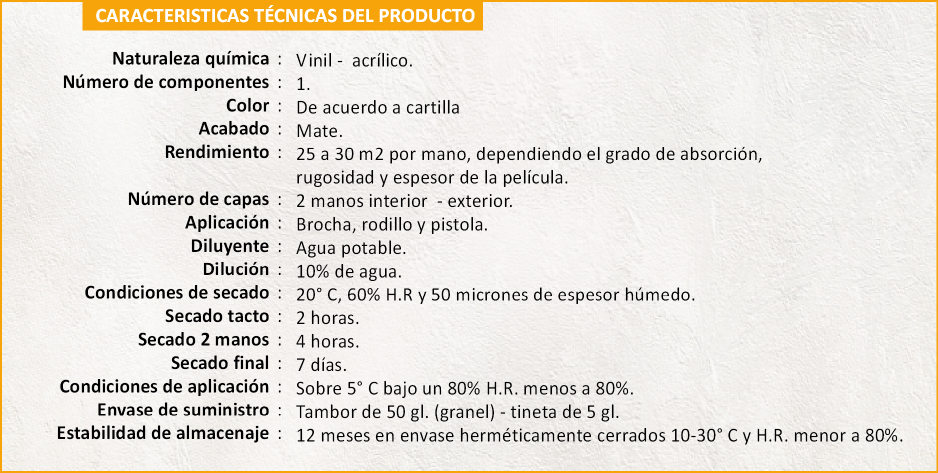 CARACTERISTICAS TÉCNICAS DEL PRODUCTO
Naturaleza química : Vinil - acrílico.
Número de componentes : 1.
Color : De acuerdo a cartilla
Acabado : Mate.
Rendimiento : 25 a 30 m2 por mano, dependiendo el grado de absorción,
rugosidad y espesor de la película.
Número de capas : 2 manos interior - exterior.
Aplicación : Brocha, rodillo y pistola.
Diluyente : Agua potable.
Dilución : 10% de agua.
Condiciones de secado : 20° C, 60% H.R y 50 micrones de espesor húmedo.
Secado tacto : 2 horas.
Secado 2 manos : 4 horas.
Secado final : 7 días.
Condiciones de aplicación : Sobre 5° C bajo un 80% H.R. menos a 80%.
Envase de suministro : Tambor de 50 gl. (granel) - tineta de 5 gl.
Estabilidad de almacenaje : 12 meses en envase herméticamente cerrados 10-30° C y H.R. menor a 80%.